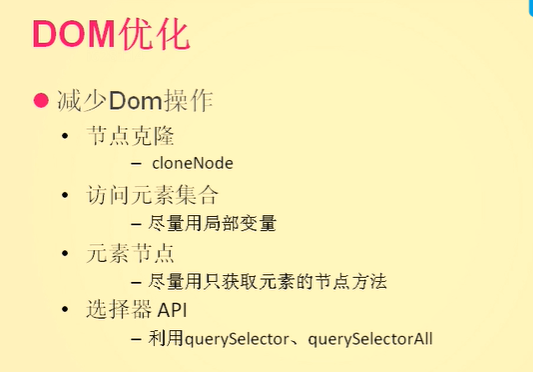 DOM优化
● 减少Dom操作
• 节点克隆
– cloneNode
• 访问元素集合
– 尽量用局部变量
• 元素节点
– 尽量用只获取元素的节点方法
• 选择器 API
– 利用querySelector、querySelectorAll